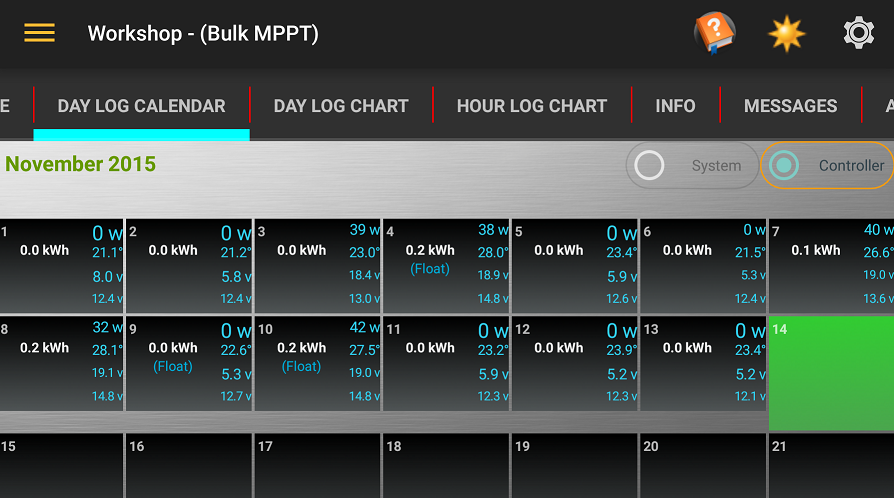 Workshop - (Bulk MPPT)
E DAY LOG CALENDAR DAY LOG CHART HOUR LOG CHART INFO MESSAGES A
November 2015 System Controller
1 0 w 2 0 w 3 39 w 4 38 w 5 0 w 6 0 w 7 40 w
0.0 kWh 21.1° 0.0 kWh 21.2° 0.0 kWh 23.0° 0.2 kWh 28.0° 0.0 kWh 23.4° 0.0 kWh 21.5° 0.1 kWh 26.6°
8.0 v 5.8 v 18.4 v (Float) 18.9 v 5.9 v 5.3 v 19.0 v
12.4 v 12.4 v 13.0 v 14.8 v 12.6 v 12.4 v 13.6 v
8 32 w 9 0 w 10 42 w 11 0 w 12 0 w 13 0 w 14
0.2 kWh 28.1° 0.0 kWh 22.6° 0.2 kWh 27.5° 0.0 kWh 23.2° 0.0 kWh 23.9° 0.0 kWh 23.4°
19.1 v (Float) 5.3 v (Float) 19.0 v 5.9 v 5.2 v 5.2 v
14.8 v 12.7 v 14.8 v 12.3 v 12.3 v 12.1 v
15 16 17 18 19 20 21